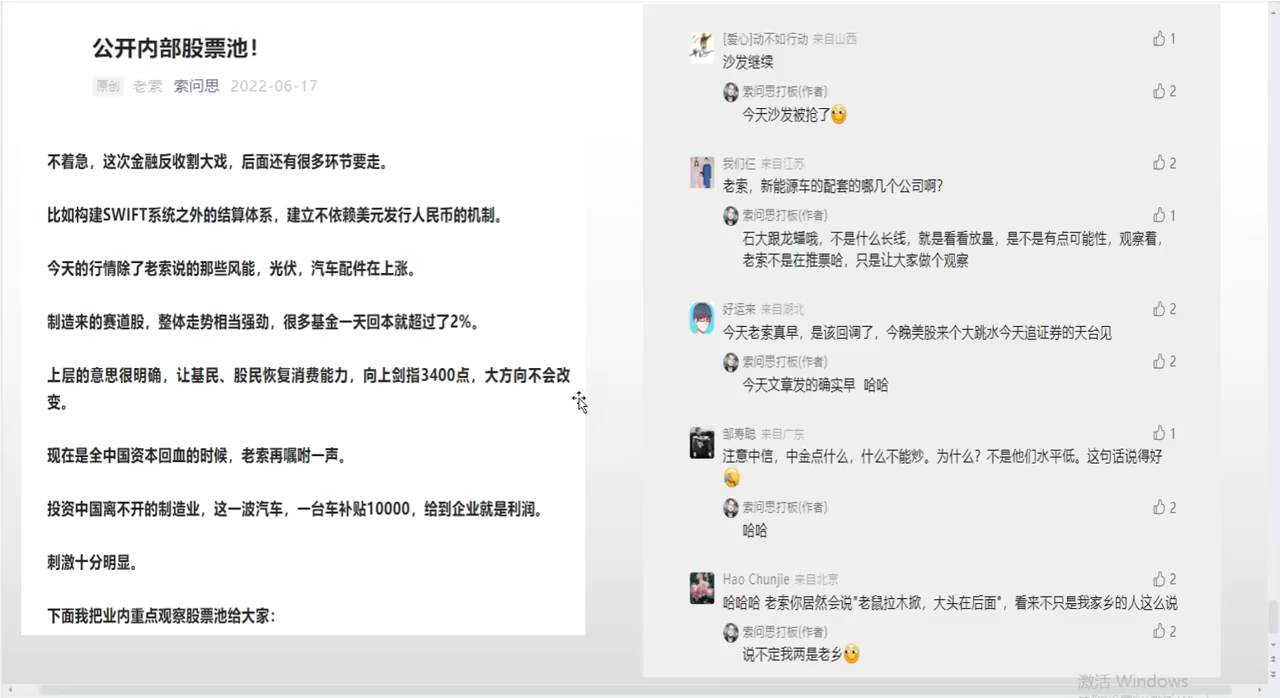 公开内部股票池！
原创 老索 索问思 2022-06-17
不着急，这次金融反收割大戏，后面还有很多环节要走。
比如构建SWIFT系统之外的结算体系，建立不依赖美元发行人民币的机制。
今天的行情除了老索说的那些风能，光伏，汽车配件在上涨。
制造来的赛道股，整体走势相当强劲，很多基金一天回本就超过了2%。
上层的意思很明确，让基民、股民恢复消费能力，向上剑指3400点，大方向不会改
变。
现在是全中国资本回血的时候，老索再嘱咐一声。
投资中国离不开的制造业，这一波汽车，一台车补贴10000，给到企业就是利润。
刺激十分明显。
下面我把业内重点观察股票池给大家：
[爱心]动不如行动 来自山西 1
沙发继续
索问思打板(作者) 2
今天沙发被抢了
我们仨 来自江苏 2
老索，新能源车的配套的哪几个公司啊？
索问思打板(作者) 1
石大跟龙蟠哦，不是什么长线，就是看看放量，是不是有点可能性，观察着，
老索不是在推票哈，只是让大家做个观察
好运来 来自湖北 2
今天老索真早，是该回调了，今晚美股来个大跳水今天追证券的天台见
索问思打板(作者) 2
今天文章发的确实早 哈哈
邹寿聪 来自广东 1
注意中信，中金点什么，什么不能炒。为什么？不是他们水平低。这句话说得好
索问思打板(作者) 2
哈哈
Hao Chunjie 来自北京 2
哈哈哈 老索你居然会说"老鼠拉木掀，大头在后面"，看来不只是我家乡的人这么说
索问思打板(作者) 2
说不定我两是老乡
激活 Windows